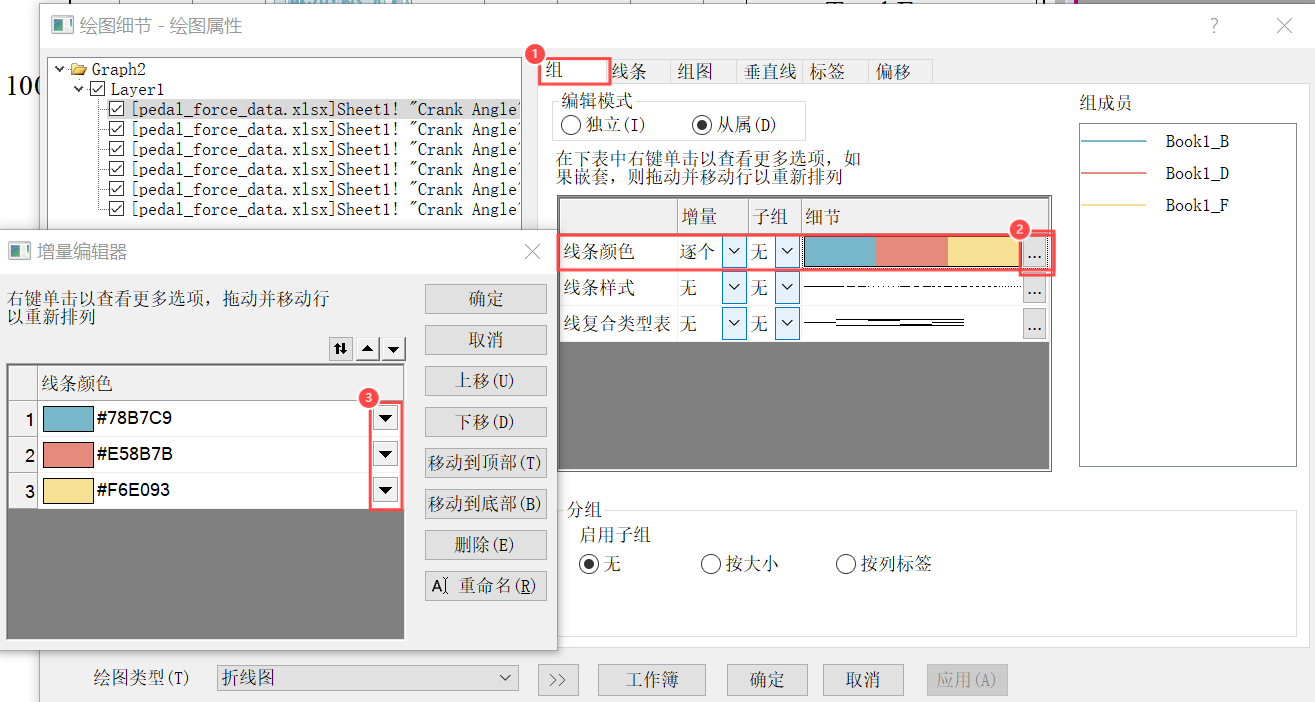 绘图细节 - 绘图属性
?
100
Graph2
Layer1
[pedal_force_data.xlsx]Sheet1! "Crank Angle"
[pedal_force_data.xlsx]Sheet1! "Crank Angle"
[pedal_force_data.xlsx]Sheet1! "Crank Angle"
[pedal_force_data.xlsx]Sheet1! "Crank Angle"
[pedal_force_data.xlsx]Sheet1! "Crank Angle"
[pedal_force_data.xlsx]Sheet1! "Crank Angle"
1
组 线条 组图 垂直线 标签 偏移
编辑模式
独立(I) 从属(D)
在下表中右键单击以查看更多选项，如
果嵌套，则拖动并移动行以重新排列
增量 子组 细节
2
线条颜色 逐个 无 ...
线条样式 无 无 ...
线复合类型表 无 无 ...
组成员
Book1_B
Book1_D
Book1_F
分组
启用子组
无 按大小 按列标签
增量编辑器
右键单击以查看更多选项，拖动并移动行
以重新排列
线条颜色
3
1 #78B7C9
2 #E58B7B
3 #F6E093
确定
取消
上移(U)
下移(D)
移动到顶部(T)
移动到底部(B)
删除(E)
重命名(R)
绘图类型(T) 折线图 >> 工作簿 确定 取消 应用(A)